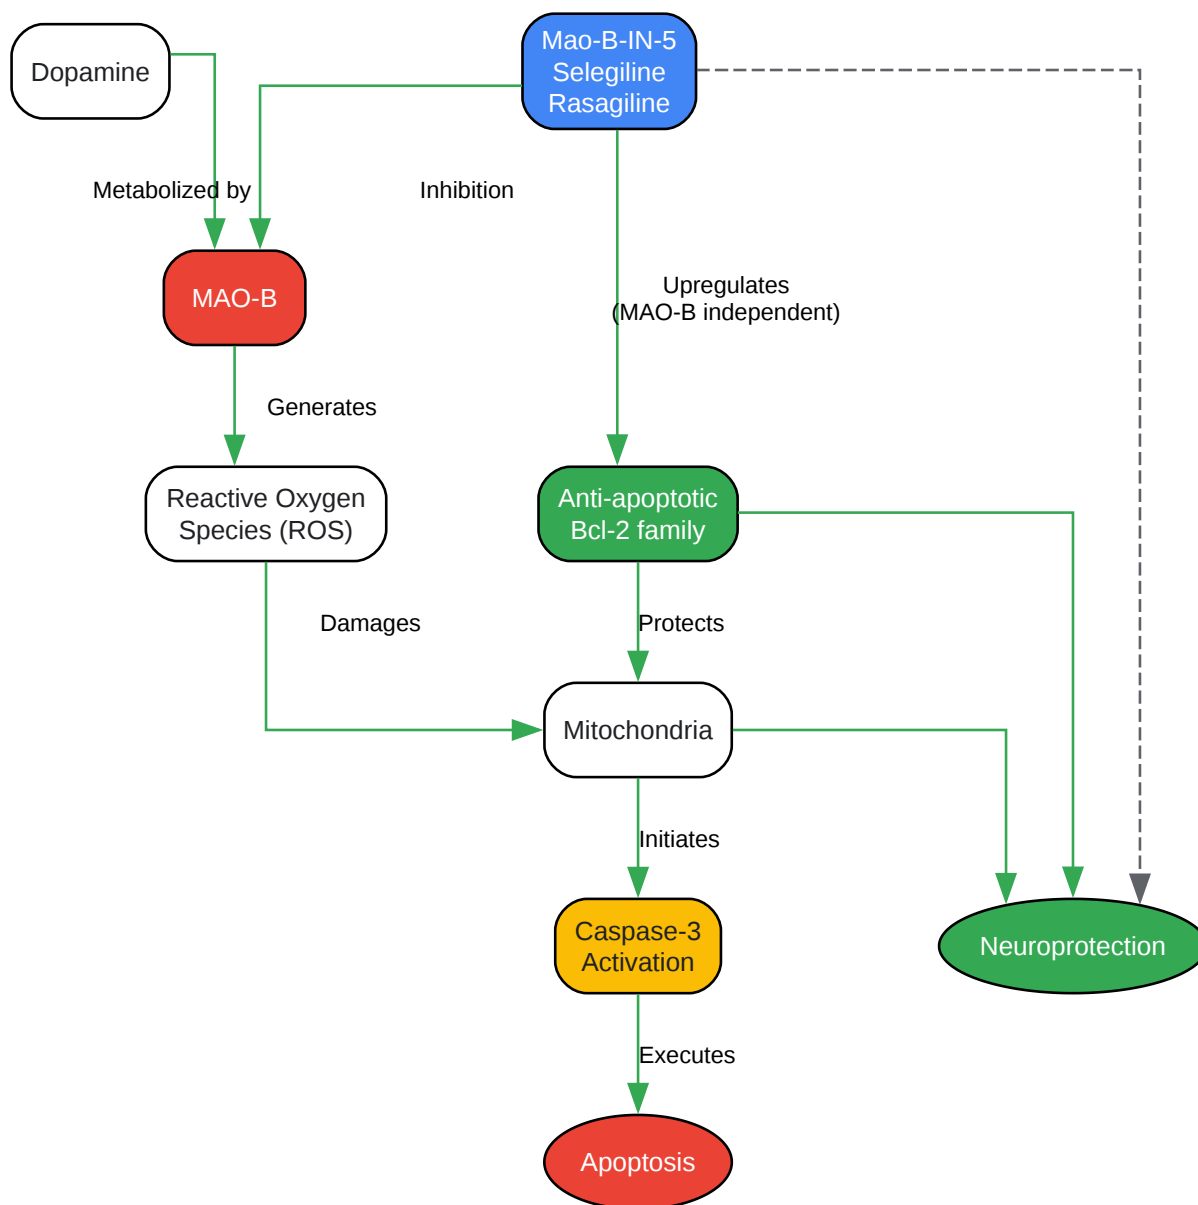 Dopamine
Mao-B-IN-5
Selegiline
Rasagiline
Metabolized by
Inhibition
MAO-B
Upregulates
(MAO-B independent)
Generates
Reactive Oxygen
Species (ROS)
Anti-apoptotic
Bcl-2 family
Damages
Protects
Mitochondria
Initiates
Caspase-3
Activation
Neuroprotection
Executes
Apoptosis